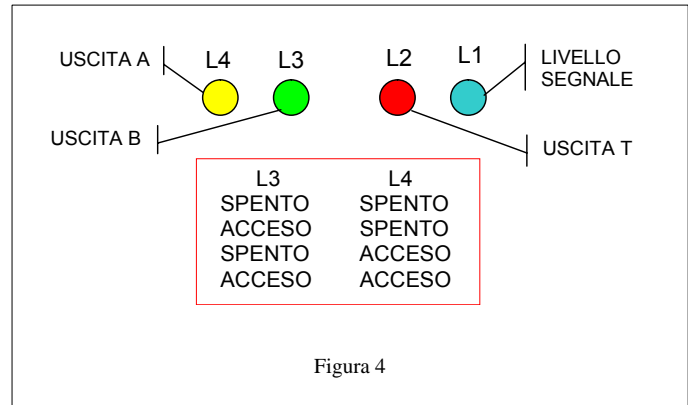 USCITA A
L4
L3
L2
L1
LIVELLO
SEGNALE
USCITA B
USCITA T
L3 L4
SPENTO SPENTO
ACCESO SPENTO
SPENTO ACCESO
ACCESO ACCESO
Figura 4